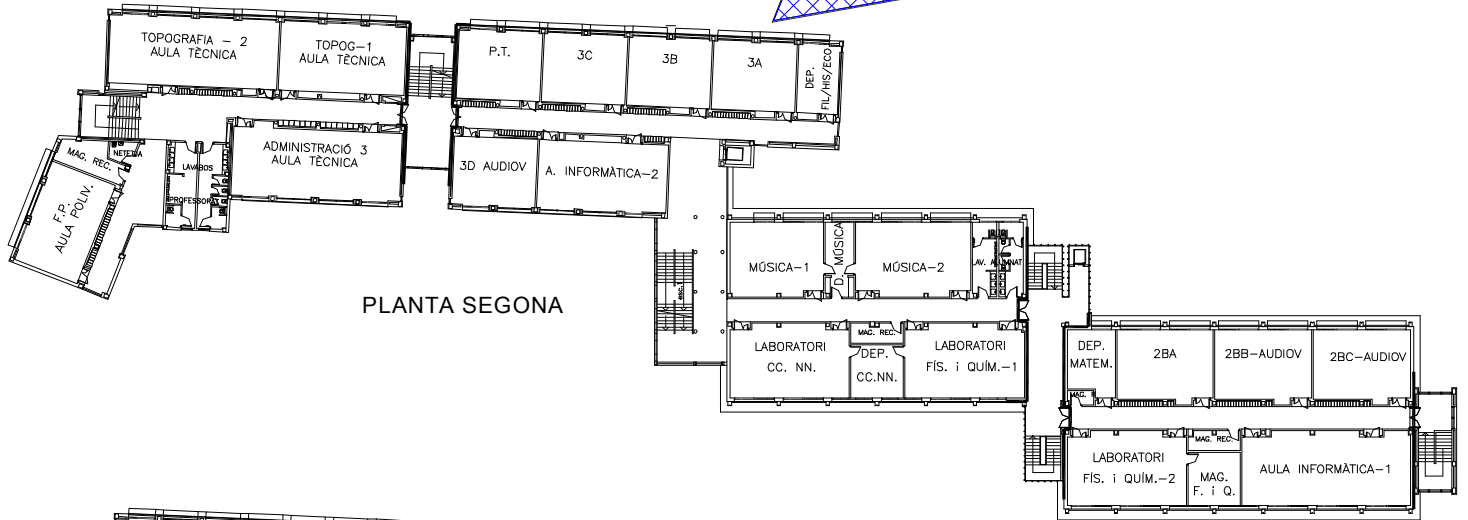 TOPOGRAFIA - 2
AULA TÈCNICA
TOPOG-1
AULA TÈCNICA
P.T.
3C
3B
3A
DEP.
FIL/HIS/ECO
MAG. REC.
NETEJA
LAVABOS
PROFESSORAT
F.P.
AULA POLIV.
ADMINISTRACIÓ 3
AULA TÈCNICA
3D AUDIOV
A. INFORMÀTICA-2
esc.1
MÚSICA-1
D. MÚSICA
MÚSICA-2
LAV. ALUMNAT
PLANTA SEGONA
LABORATORI
CC. NN.
MAG. REC.
DEP.
CC.NN.
LABORATORI
FÍS. i QUÍM.-1
DEP.
MATEM.
MAG.
2BA
2BB-AUDIOV
2BC-AUDIOV
LABORATORI
FÍS. i QUÍM.-2
MAG. REC.
MAG.
F. i Q.
AULA INFORMÀTICA-1